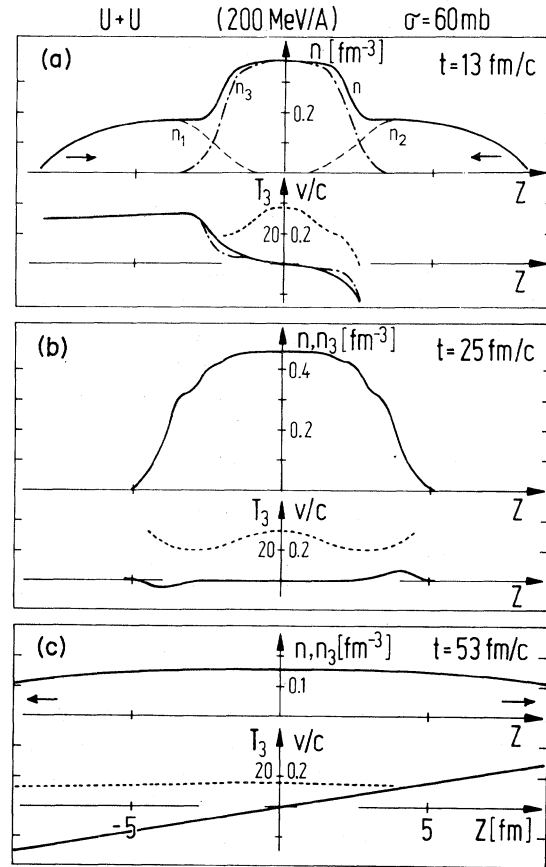 U+U (200 MeV/A) σ=60mb
(a) n [fm⁻³] t=13 fm/c
n₃ n
n₁ 0.2 n₂
Z
T₃ v/c
20 0.2
Z
(b) n,n₃ [fm⁻³] t=25 fm/c
0.4
0.2
Z
T₃ v/c
20 0.2
Z
(c) n,n₃[fm⁻³] t=53 fm/c
0.1
Z
T₃ v/c
20 0.2
-5 5 Z[fm]